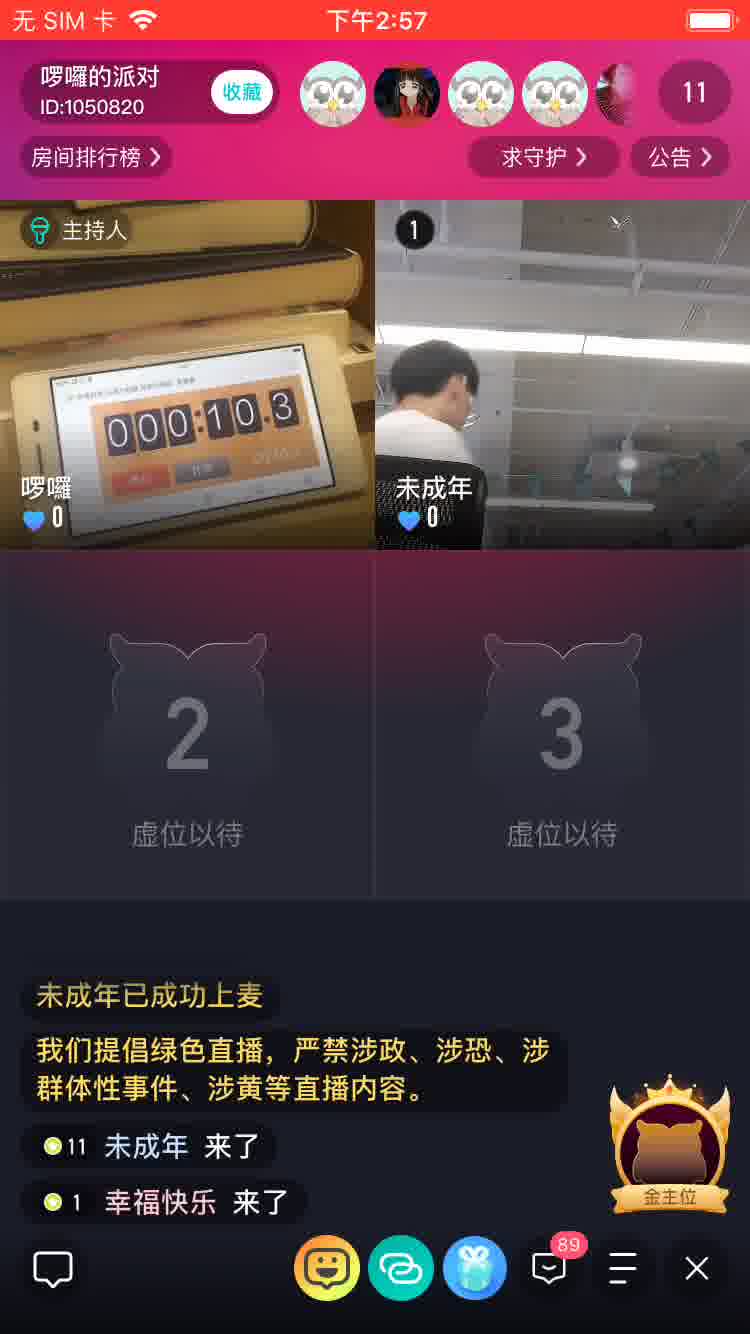 无 SIM 卡
下午2:57
啰囉的派对
ID:1050820
收藏
11
房间排行榜
求守护
公告
主持人
1
000:10.3
啰囉
0
未成年
0
2
3
虚位以待
虚位以待
未成年已成功上麦
我们提倡绿色直播，严禁涉政、涉恐、涉
群体性事件、涉黄等直播内容。
11 未成年 来了
1 幸福快乐 来了
金主位
89